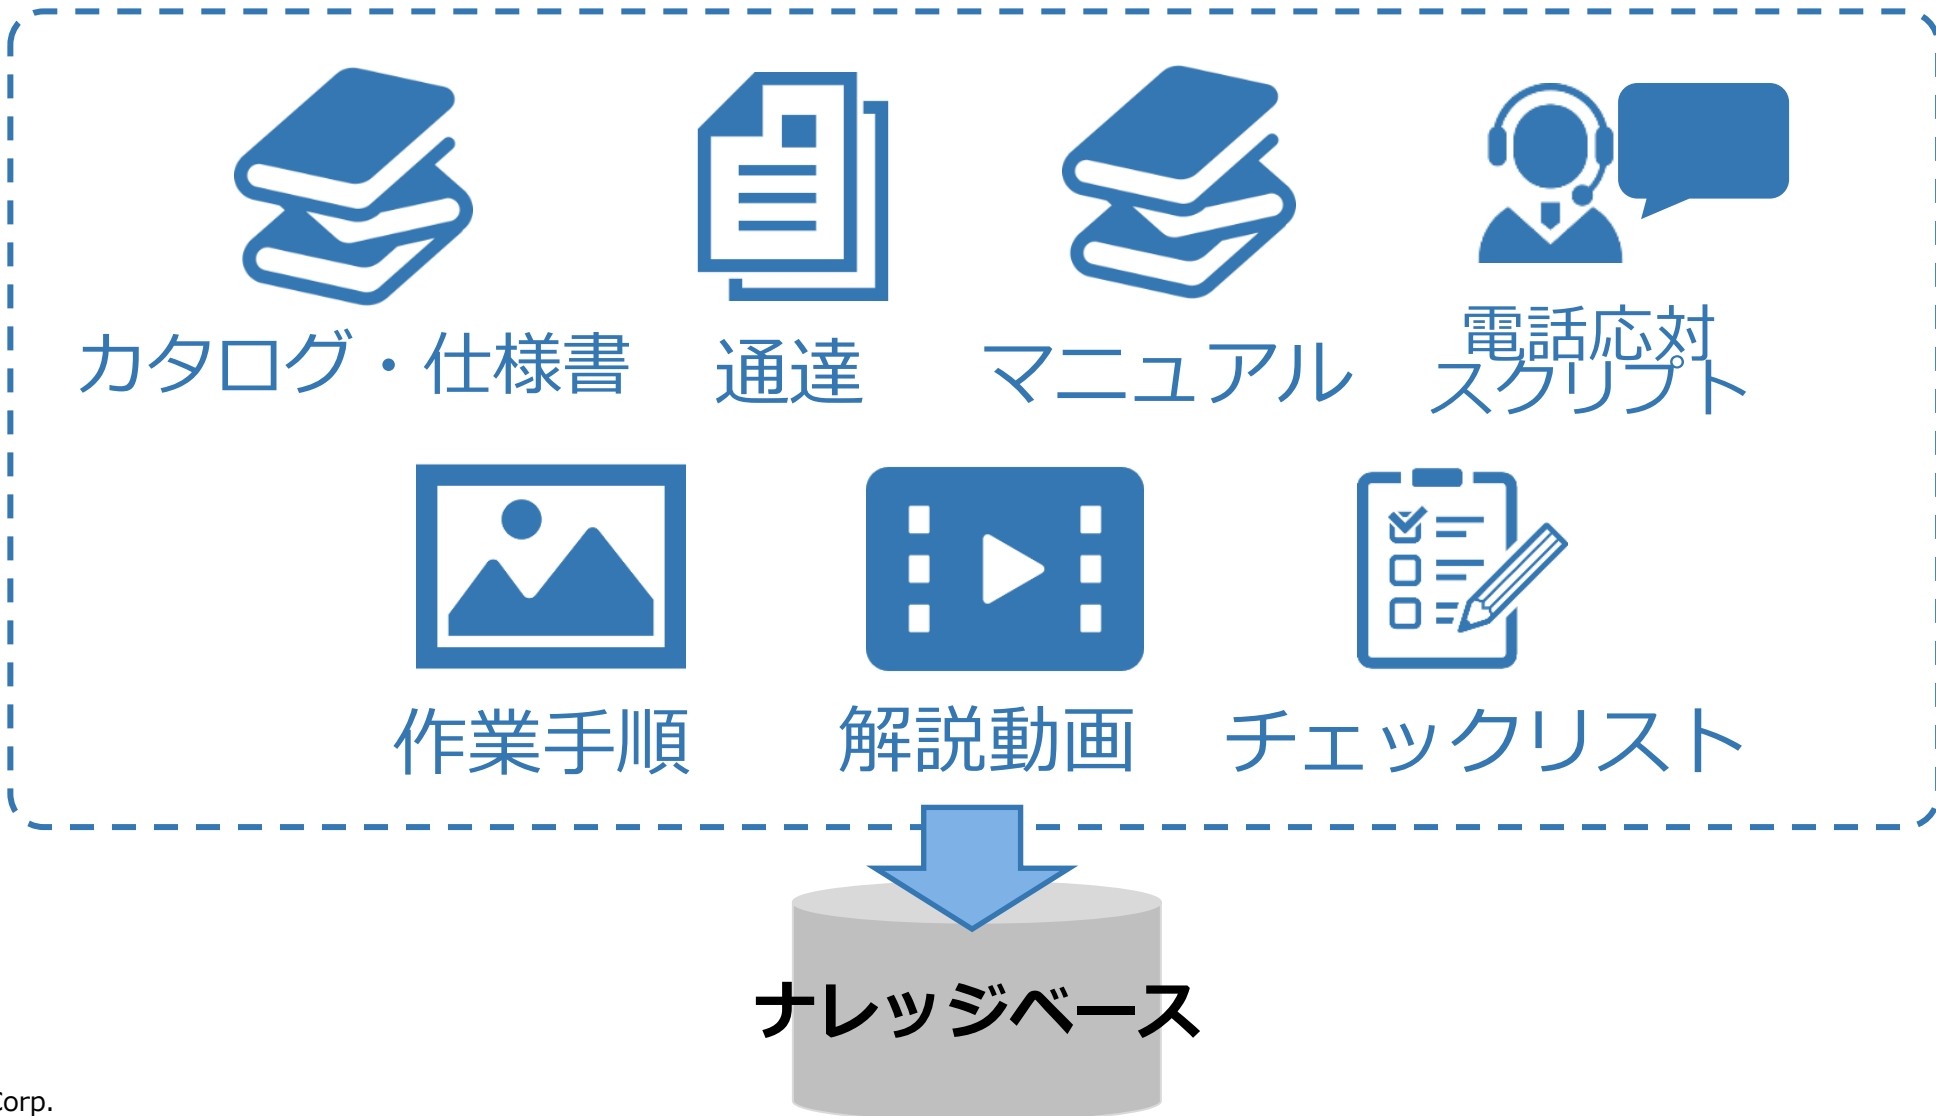 カタログ・仕様書
通達
マニュアル
電話応対
スクリプト
作業手順
解説動画
チェックリスト
ナレッジベース
Corp.